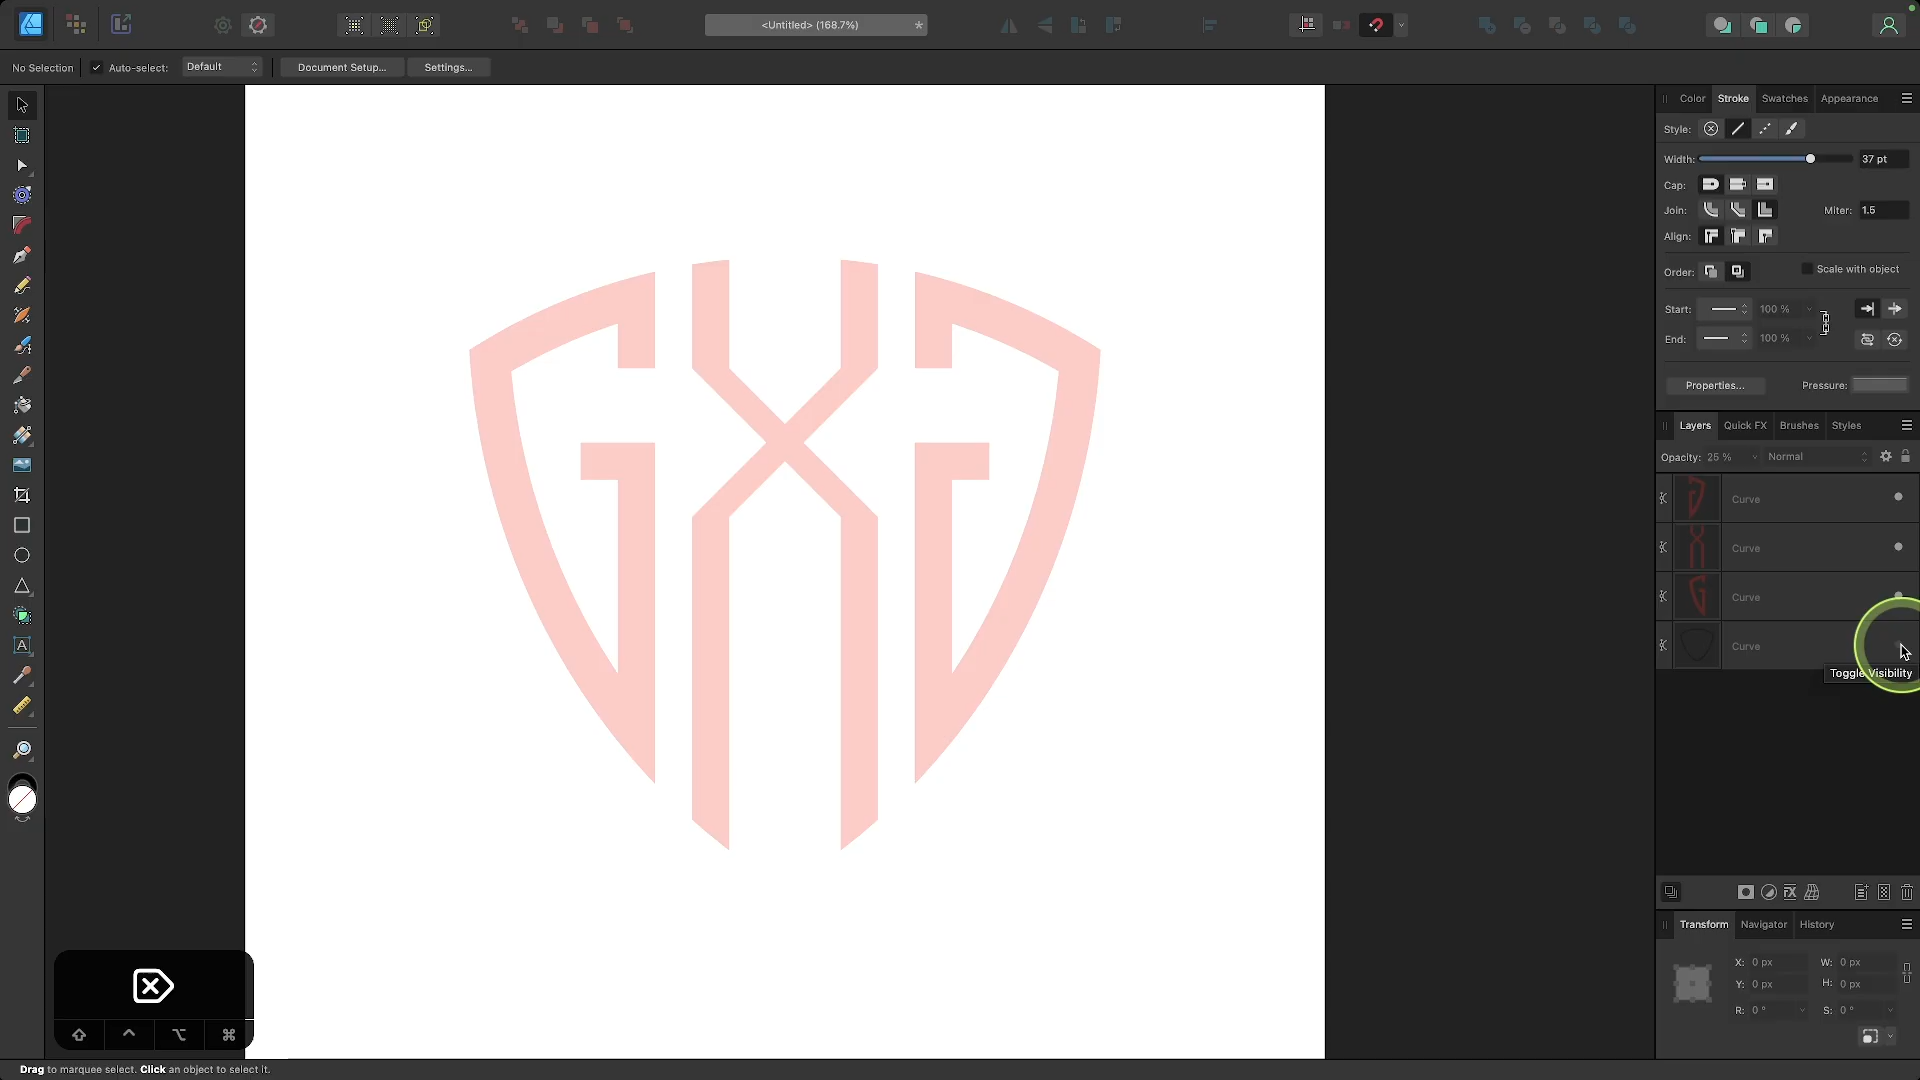 <Untitled> (168.7%)
*
No Selection
Auto-select:
Default
Document Setup...
Settings...
Color
Stroke
Swatches
Appearance
Style:
Width:
37 pt
Cap:
Join:
Miter:
1.5
Align:
Order:
Scale with object
Start:
100 %
End:
100 %
Properties...
Pressure:
Layers
Quick FX
Brushes
Styles
Opacity:
25 %
Normal
Curve
Curve
Curve
Curve
Toggle Visibility
GXG
Transform
Navigator
History
X: 0 px
W: 0 px
Y: 0 px
H: 0 px
R: 0 °
S: 0 °
Drag to marquee select. Click an object to select it.